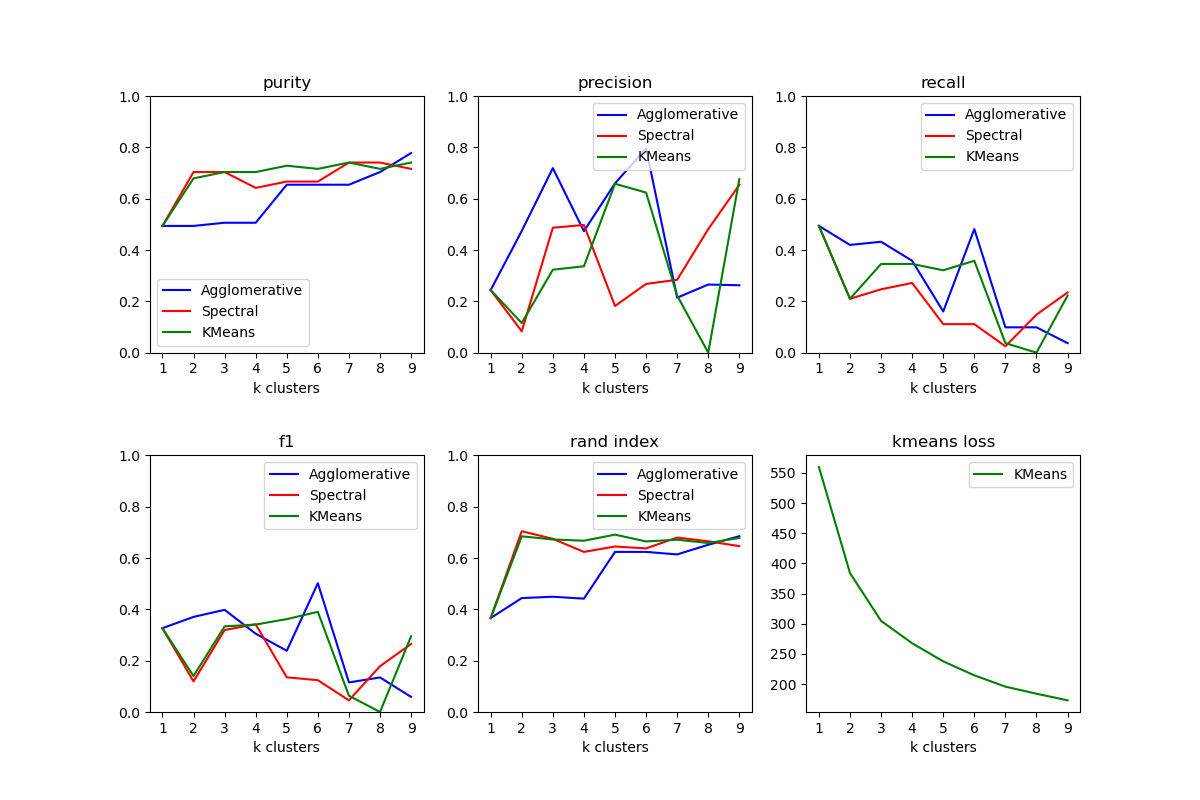 purity
1.0
0.8
0.6
0.4
0.2
0.0
Agglomerative
Spectral
KMeans
1 2 3 4 5 6 7 8 9
k clusters
precision
1.0
0.8
0.6
0.4
0.2
0.0
Agglomerative
Spectral
KMeans
1 2 3 4 5 6 7 8 9
k clusters
recall
1.0
0.8
0.6
0.4
0.2
0.0
Agglomerative
Spectral
KMeans
1 2 3 4 5 6 7 8 9
k clusters
f1
1.0
0.8
0.6
0.4
0.2
0.0
Agglomerative
Spectral
KMeans
1 2 3 4 5 6 7 8 9
k clusters
rand index
1.0
0.8
0.6
0.4
0.2
0.0
Agglomerative
Spectral
KMeans
1 2 3 4 5 6 7 8 9
k clusters
kmeans loss
550
500
450
400
350
300
250
200
KMeans
1 2 3 4 5 6 7 8 9
k clusters